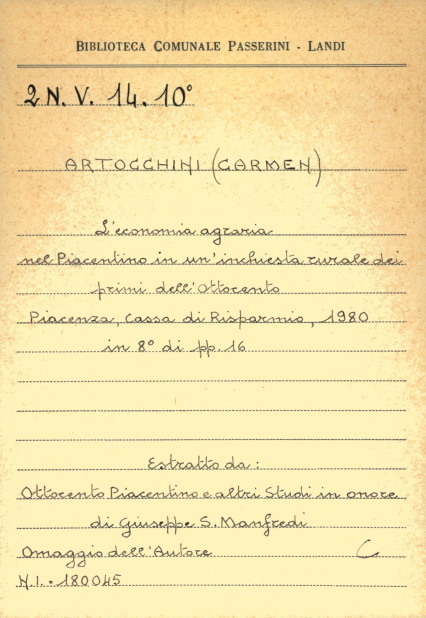 BIBLIOTECA COMUNALE PASSERINI - LANDI
2 N. V. 14. 10°
ARTOCCHINI (CARMEN)
L'economia agraria
nel Piacentino in un'inchiesta rurale dei
primi dell'Ottocento
Piacenza, Cassa di Risparmio, 1980
in 8° di pp. 16
Estratto da:
Ottocento Piacentino e altri Studi in onore
di Giuseppe S. Manfredi
Omaggio dell'Autore C
N.I. - 180045